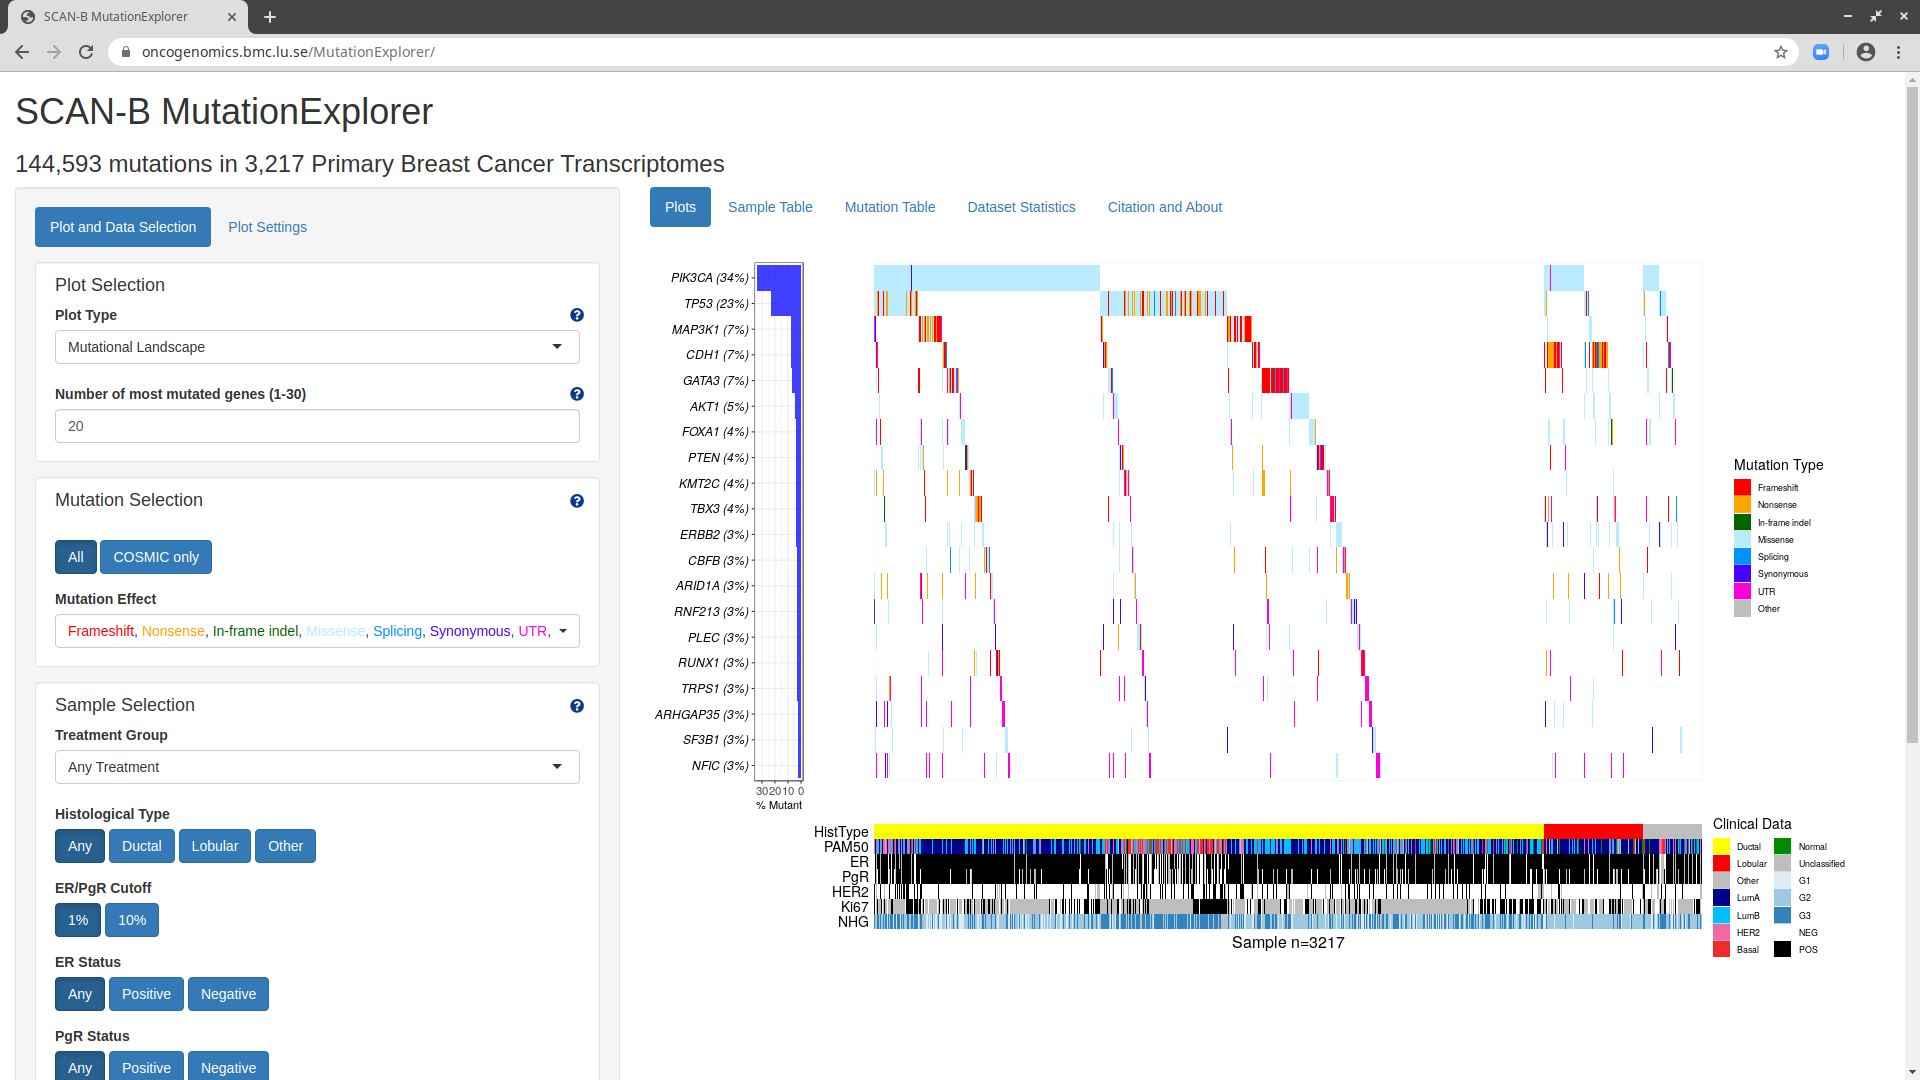 SCAN-B MutationExplorer
oncogenomics.bmc.lu.se/MutationExplorer/
SCAN-B MutationExplorer
144,593 mutations in 3,217 Primary Breast Cancer Transcriptomes
Plot and Data Selection
Plot Settings
Plot Selection
Plot Type
Mutational Landscape
Number of most mutated genes (1-30)
20
Mutation Selection
All
COSMIC only
Mutation Effect
Frameshift, Nonsense, In-frame indel, Missense, Splicing, Synonymous, UTR,
Sample Selection
Treatment Group
Any Treatment
Histological Type
Any
Ductal
Lobular
Other
ER/PgR Cutoff
1%
10%
ER Status
Any
Positive
Negative
PgR Status
Any
Positive
Negative
Plots
Sample Table
Mutation Table
Dataset Statistics
Citation and About
PIK3CA (34%)
TP53 (23%)
MAP3K1 (7%)
CDH1 (7%)
GATA3 (7%)
AKT1 (5%)
FOXA1 (4%)
PTEN (4%)
KMT2C (4%)
TBX3 (4%)
ERBB2 (3%)
CBFB (3%)
ARID1A (3%)
RNF213 (3%)
PLEC (3%)
RUNX1 (3%)
TRPS1 (3%)
ARHGAP35 (3%)
SF3B1 (3%)
NFIC (3%)
30 20 10 0
% Mutant
Mutation Type
Frameshift
Nonsense
In-frame indel
Missense
Splicing
Synonymous
UTR
Other
HistType
PAM50
ER
PgR
HER2
Ki67
NHG
Sample n=3217
Clinical Data
Ductal
Lobular
Other
LumA
LumB
HER2
Basal
Normal
Unclassified
G1
G2
G3
NEG
POS